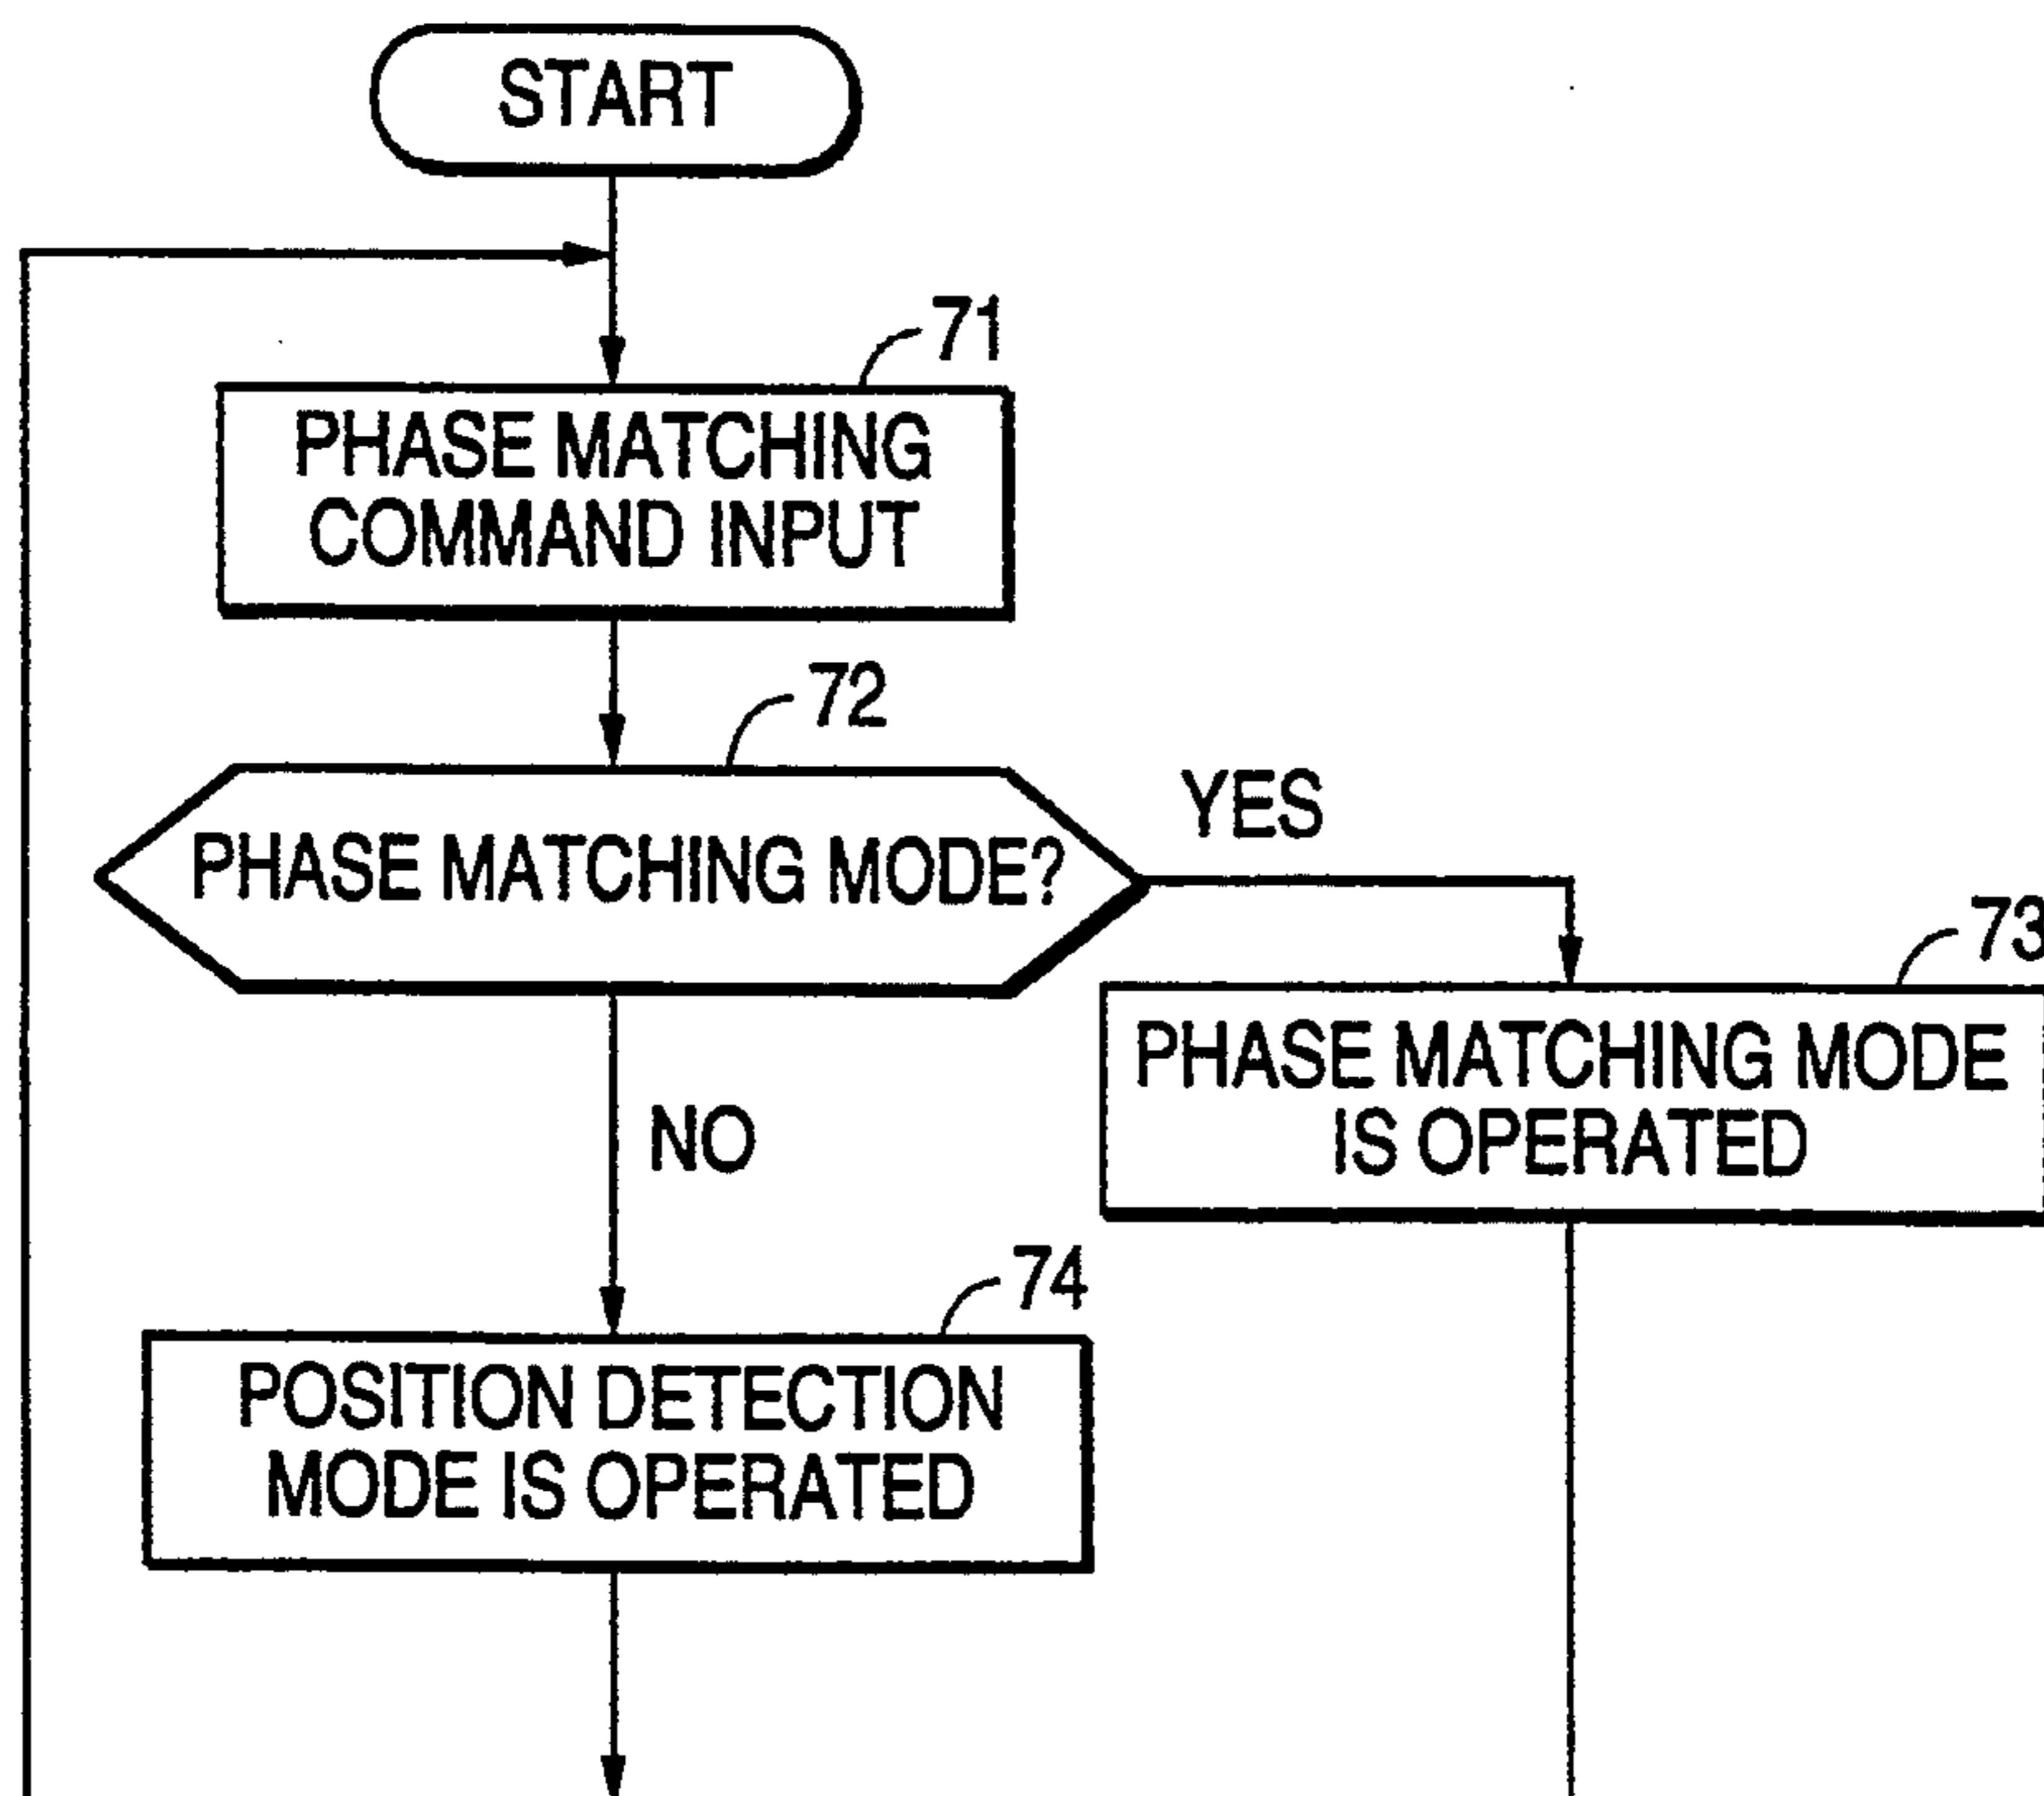 START
71
PHASE MATCHING
COMMAND INPUT
72
PHASE MATCHING MODE?
YES
73
PHASE MATCHING MODE
IS OPERATED
NO
74
POSITION DETECTION
MODE IS OPERATED